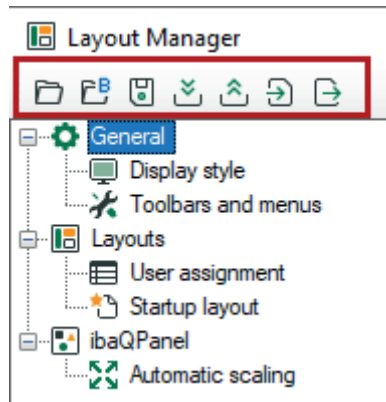 Layout Manager
B
General
Display style
Toolbars and menus
Layouts
User assignment
Startup layout
ibaQPanel
Automatic scaling